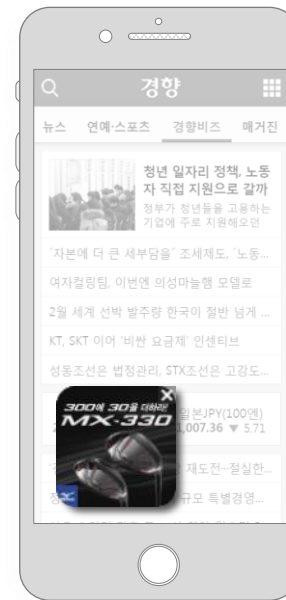 경향
뉴스 연예·스포츠 경향비즈 매거진
청년 일자리 정책, 노동
자 직접 지원으로 갈까
정부가 청년들을 고용하는
기업에 주로 지원해오던
“자본에 더 큰 세부담을” 조세제도, ‘노동...
여자컬링팀, 이번엔 의성마늘햄 모델로
2월 세계 선박 발주량 한국이 절반 넘게 ...
KT, SKT 이어 ‘비싼 요금제’ 인센티브
성동조선은 법정관리, STX조선은 고강도...
300에 30을 더하라!
MX-330
일본JPY(100엔)
1,007.36 ▼ 5.71
재도전…절실한...
규모 특별경영...